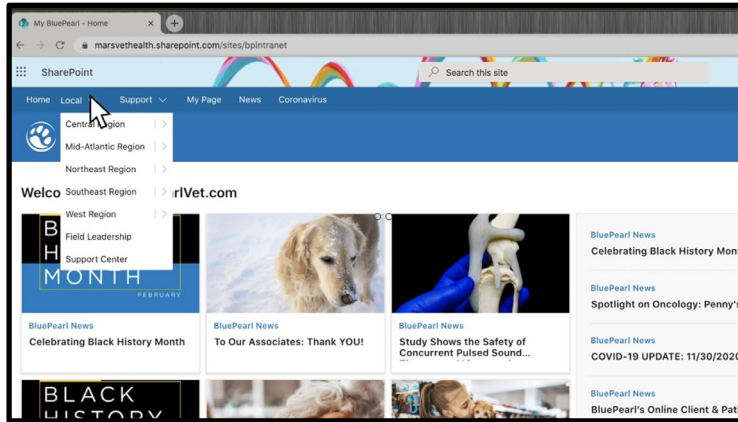 My BluePearl - Home
marsvethealth.sharepoint.com/sites/bpintranet
SharePoint
Search this site
Home Local Support My Page News Coronavirus
Central Region
Mid-Atlantic Region
Northeast Region
Southeast Region
West Region
Field Leadership
Support Center
Welco rlVet.com
B
H
MONTH
FEBRUARY
BluePearl News
Celebrating Black History Month
BluePearl News
To Our Associates: Thank YOU!
BluePearl News
Study Shows the Safety of
Concurrent Pulsed Sound...
BluePearl News
Celebrating Black History Mon
BluePearl News
Spotlight on Oncology: Penny's
BluePearl News
COVID-19 UPDATE: 11/30/2020
BluePearl News
BluePearl's Online Client & Pati
BLACK
HISTORY